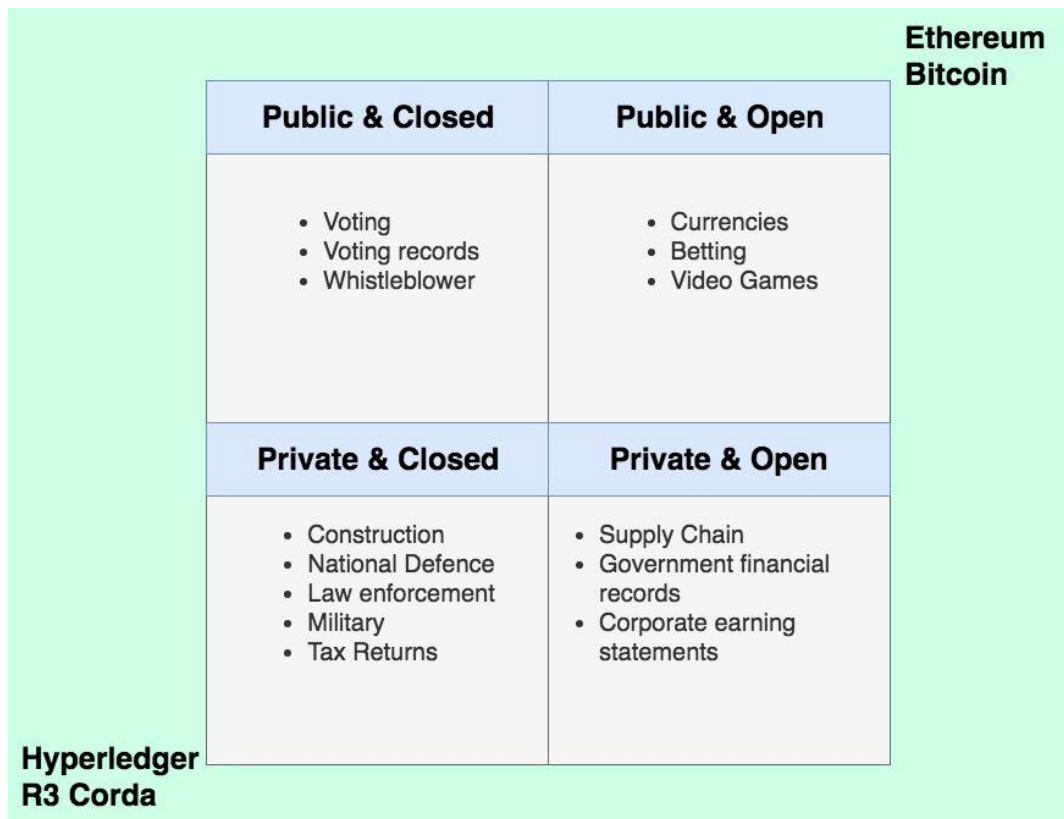 Ethereum
Bitcoin
Public & Closed
Public & Open
• Voting
• Voting records
• Whistleblower
• Currencies
• Betting
• Video Games
Private & Closed
Private & Open
• Construction
• National Defence
• Law enforcement
• Military
• Tax Returns
• Supply Chain
• Government financial
records
• Corporate earning
statements
Hyperledger
R3 Corda